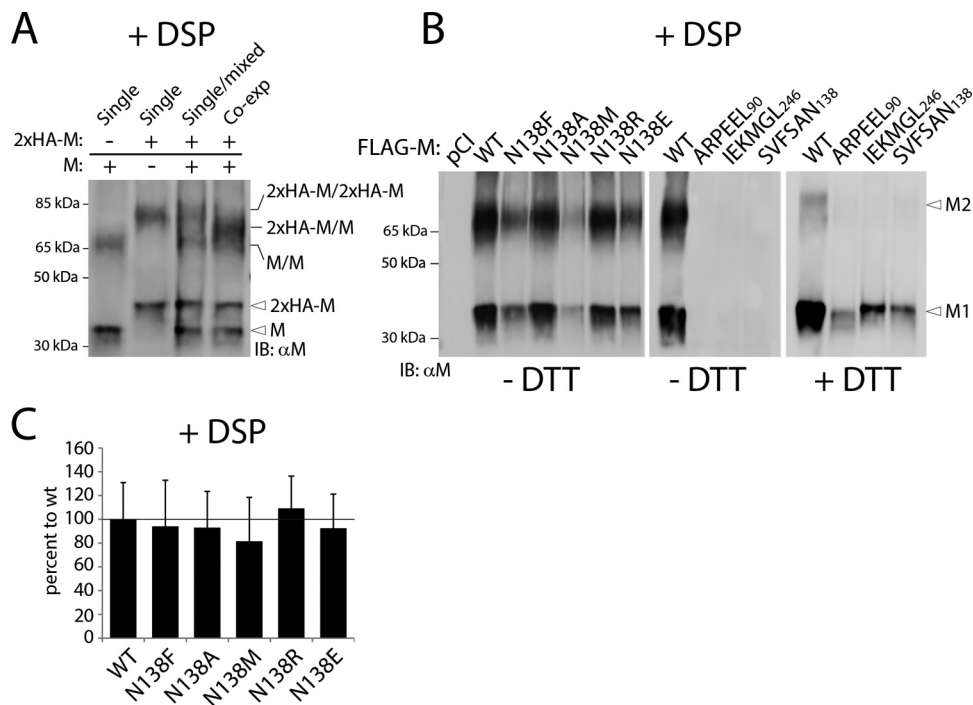 A
+ DSP
Single
Single
Single/mixed
Co-exp
2xHA-M: - + + +
M: + - + +
85 kDa
65 kDa
50 kDa
30 kDa
2xHA-M/2xHA-M
2xHA-M/M
M/M
2xHA-M
M
IB: αM
B
+ DSP
FLAG-M:
pCI
WT
N138F
N138A
N138M
N138R
N138E
WT
ARPEEL90
IEKMGL246
SVFSAN138
WT
ARPEEL90
IEKMGL246
SVFSAN138
65 kDa
50 kDa
30 kDa
M2
M1
IB: αM
- DTT
- DTT
+ DTT
C
+ DSP
percent to wt
160
140
120
100
80
60
40
20
0
WT
N138F
N138A
N138M
N138R
N138E